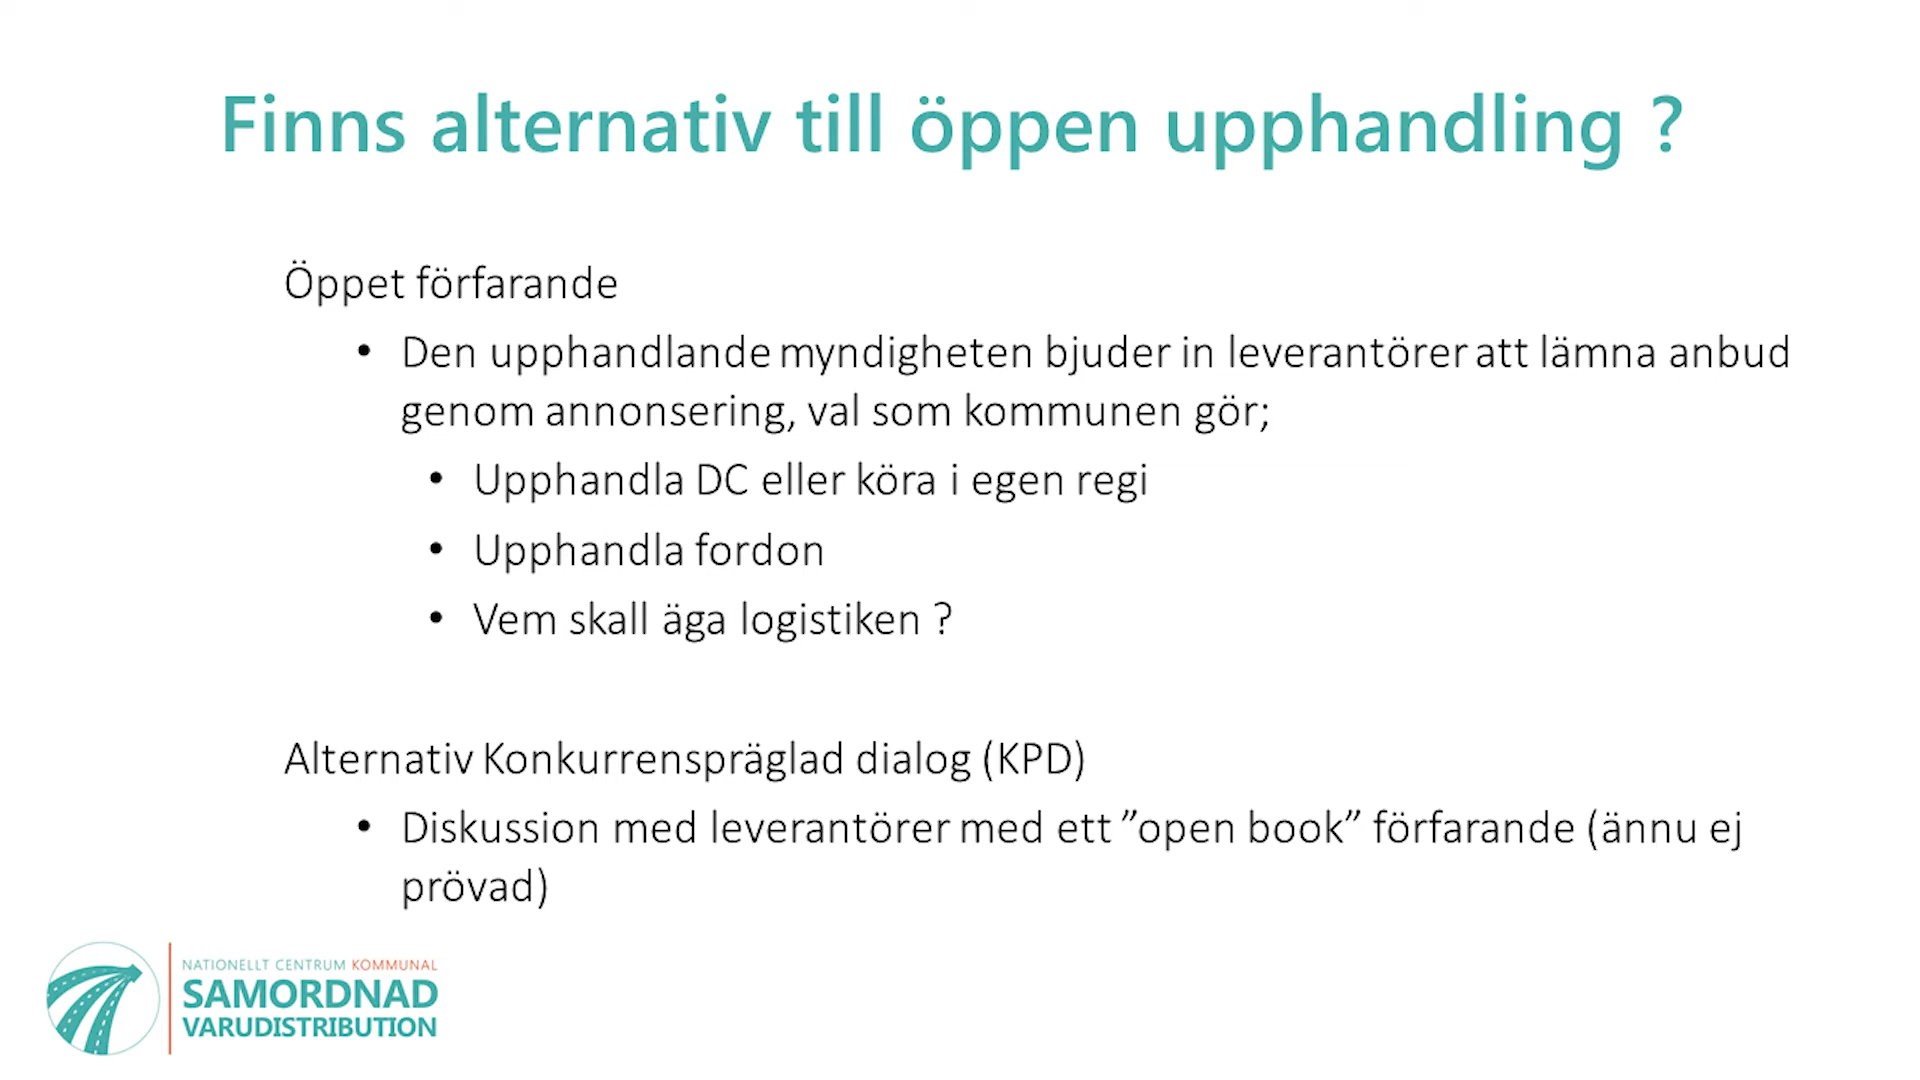 Finns alternativ till öppen upphandling ?
Öppet förfarande
• Den upphandlande myndigheten bjuder in leverantörer att lämna anbud
genom annonsering, val som kommunen gör;
• Upphandla DC eller köra i egen regi
• Upphandla fordon
• Vem skall äga logistiken ?
Alternativ Konkurrenspräglad dialog (KPD)
• Diskussion med leverantörer med ett ”open book” förfarande (ännu ej
prövad)
NATIONELLT CENTRUM KOMMUNAL
SAMORDNAD
VARUDISTRIBUTION